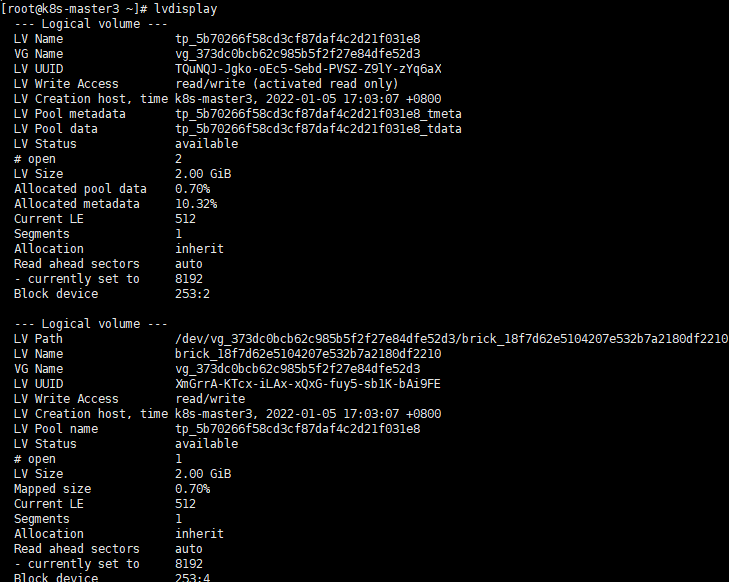 [root@k8s-master3 ~]# lvdisplay
  --- Logical volume ---
  LV Name                tp_5b70266f58cd3cf87daf4c2d21f031e8
  VG Name                vg_373dc0bcb62c985b5f2f27e84dfe52d3
  LV UUID                TQuNQJ-Jgko-oEc5-Sebd-PVSZ-Z9lY-zYq6aX
  LV Write Access        read/write (activated read only)
  LV Creation host, time k8s-master3, 2022-01-05 17:03:07 +0800
  LV Pool metadata       tp_5b70266f58cd3cf87daf4c2d21f031e8_tmeta
  LV Pool data           tp_5b70266f58cd3cf87daf4c2d21f031e8_tdata
  LV Status              available
  # open                 2
  LV Size                2.00 GiB
  Allocated pool data    0.70%
  Allocated metadata     10.32%
  Current LE             512
  Segments               1
  Allocation             inherit
  Read ahead sectors     auto
  - currently set to     8192
  Block device           253:2

  --- Logical volume ---
  LV Path                /dev/vg_373dc0bcb62c985b5f2f27e84dfe52d3/brick_18f7d62e5104207e532b7a2180df2210
  LV Name                brick_18f7d62e5104207e532b7a2180df2210
  VG Name                vg_373dc0bcb62c985b5f2f27e84dfe52d3
  LV UUID                XmGrrA-KTcx-iLAx-xQxG-fuy5-sb1K-bAi9FE
  LV Write Access        read/write
  LV Creation host, time k8s-master3, 2022-01-05 17:03:07 +0800
  LV Pool name           tp_5b70266f58cd3cf87daf4c2d21f031e8
  LV Status              available
  # open                 1
  LV Size                2.00 GiB
  Mapped size            0.70%
  Current LE             512
  Segments               1
  Allocation             inherit
  Read ahead sectors     auto
  - currently set to     8192
  Block device           253:4